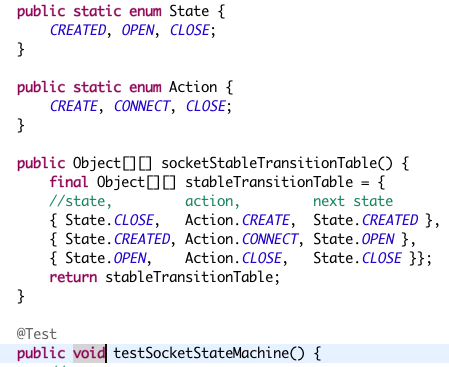 public static enum State {
    CREATED, OPEN, CLOSE;
}
public static enum Action {
    CREATE, CONNECT, CLOSE;
}
public Object[][] socketStableTransitionTable() {
    final Object[][] stableTransitionTable = {
    //state,        action,         next state
    { State.CLOSE,   Action.CREATE,  State.CREATED },
    { State.CREATED, Action.CONNECT, State.OPEN },
    { State.OPEN,    Action.CLOSE,   State.CLOSE }};
    return stableTransitionTable;
}
@Test
public void testSocketStateMachine() {